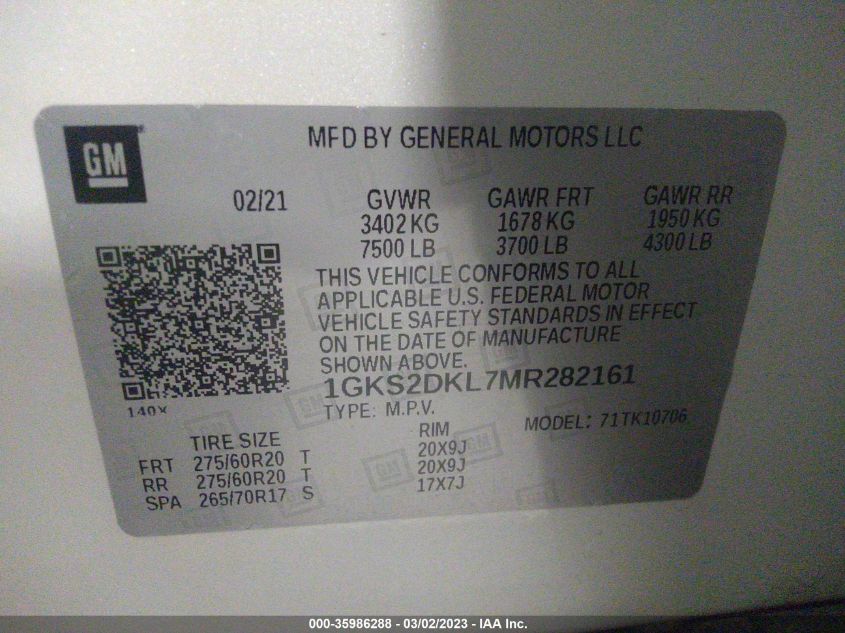 GM
MFD BY GENERAL MOTORS LLC
02/21 GVWR GAWR FRT GAWR RR
3402 KG 1678 KG 1950 KG
7500 LB 3700 LB 4300 LB
THIS VEHICLE CONFORMS TO ALL
APPLICABLE U.S. FEDERAL MOTOR
VEHICLE SAFETY STANDARDS IN EFFECT
ON THE DATE OF MANUFACTURE
SHOWN ABOVE.
1GKS2DKL7MR282161
140X
TYPE: M.P.V. MODEL: 71TK10706
TIRE SIZE RIM
FRT 275/60R20 T 20X9J
RR 275/60R20 T 20X9J
SPA 265/70R17 S 17X7J
000-35986288 - 03/02/2023 - IAA Inc.